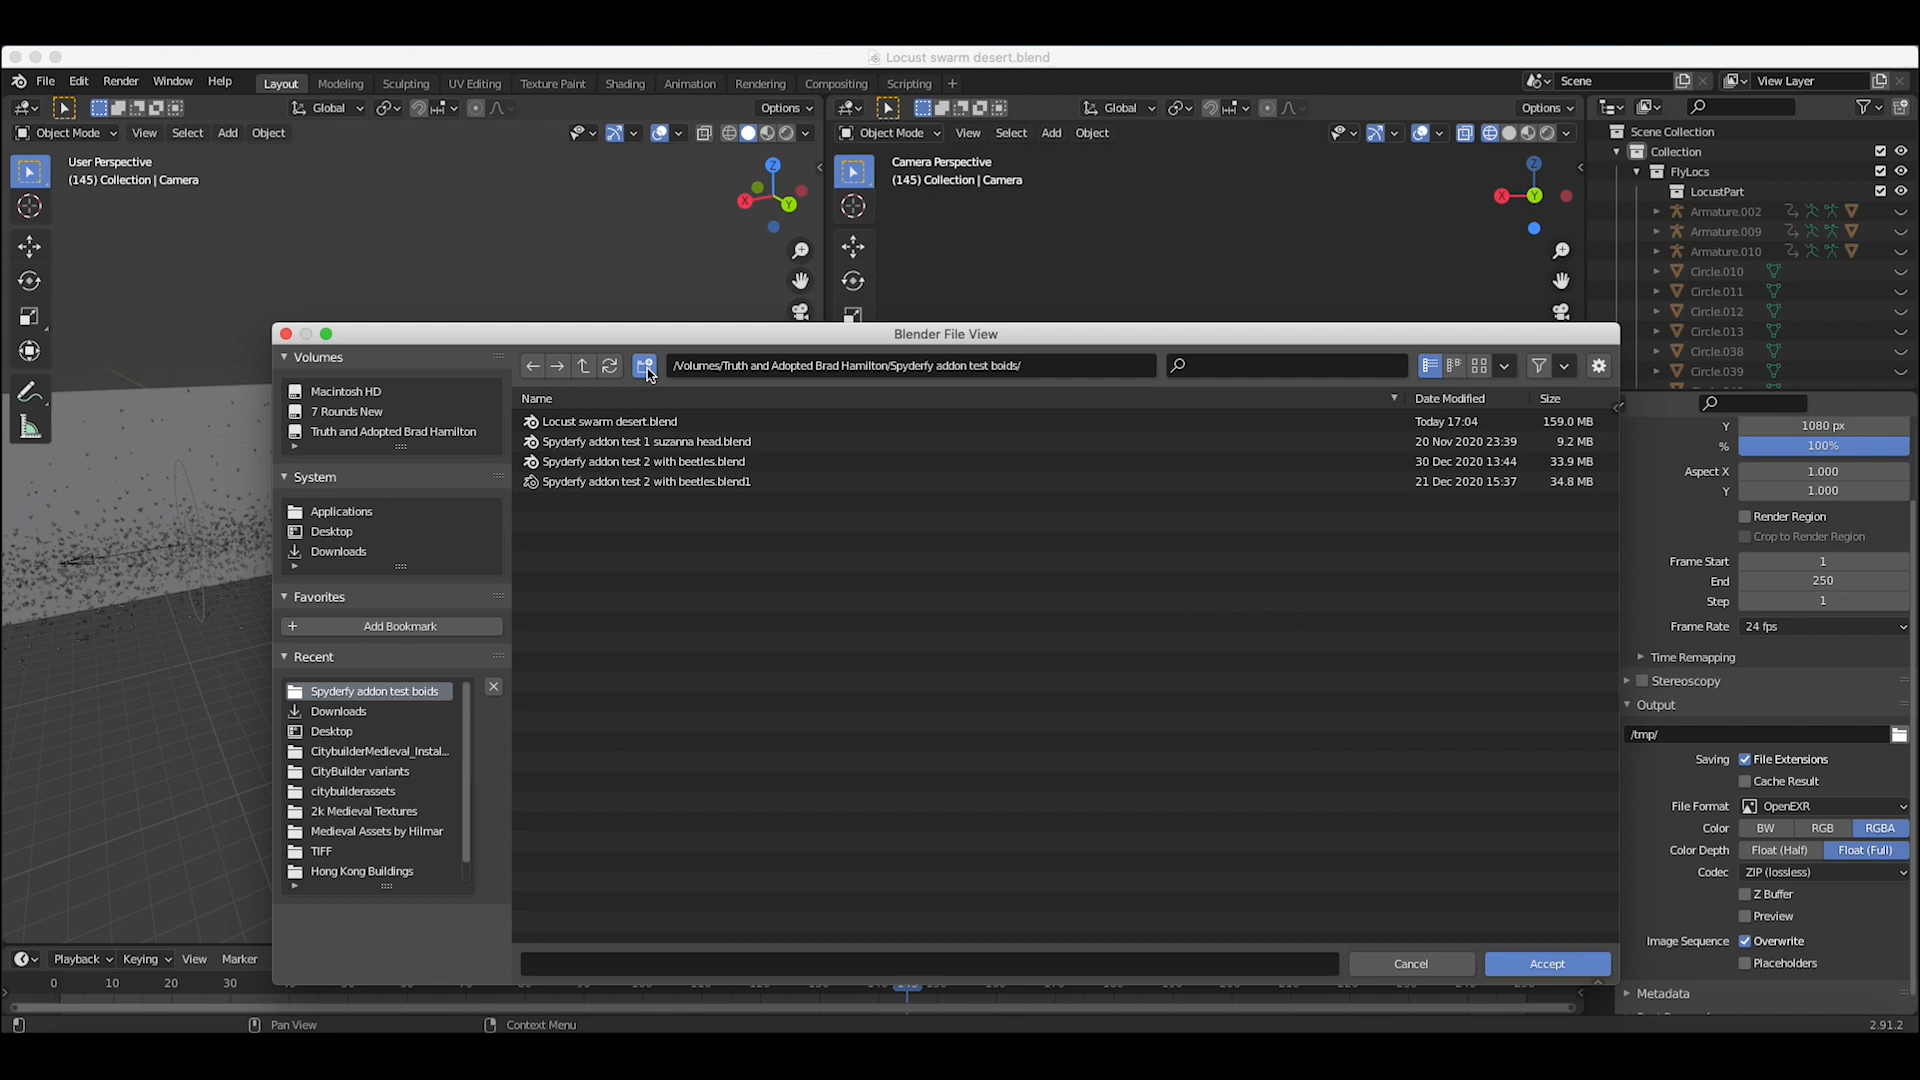 Locust swarm desert.blend
File Edit Render Window Help Layout Modeling Sculpting UV Editing Texture Paint Shading Animation Rendering Compositing Scripting + Scene View Layer
Global Options Global Options
Object Mode View Select Add Object Object Mode View Select Add Object
User Perspective
(145) Collection | Camera
Z
X
Y
Camera Perspective
(145) Collection | Camera
Z
X
Y
Scene Collection
Collection
FlyLocs
LocustPart
Armature.002
Armature.009
Armature.010
Circle.010
Circle.011
Circle.012
Circle.013
Circle.038
Circle.039
Blender File View
Volumes
Macintosh HD
7 Rounds New
Truth and Adopted Brad Hamilton
System
Applications
Desktop
Downloads
Favorites
Add Bookmark
Recent
Spyderfy addon test boids
Downloads
Desktop
CitybuilderMedieval_Instal...
CityBuilder variants
citybuilderassets
2k Medieval Textures
Medieval Assets by Hilmar
TIFF
Hong Kong Buildings
/Volumes/Truth and Adopted Brad Hamilton/Spyderfy addon test boids/
Name Date Modified Size
Locust swarm desert.blend Today 17:04 159.0 MB
Spyderfy addon test 1 suzanna head.blend 20 Nov 2020 23:39 9.2 MB
Spyderfy addon test 2 with beetles.blend 30 Dec 2020 13:44 33.9 MB
Spyderfy addon test 2 with beetles.blend1 21 Dec 2020 15:37 34.8 MB
Cancel Accept
Y 1080 px
% 100%
Aspect X 1.000
Y 1.000
Render Region
Crop to Render Region
Frame Start 1
End 250
Step 1
Frame Rate 24 fps
Time Remapping
Stereoscopy
Output
/tmp/
Saving File Extensions
Cache Result
File Format OpenEXR
Color BW RGB RGBA
Color Depth Float (Half) Float (Full)
Codec ZIP (lossless)
Z Buffer
Preview
Image Sequence Overwrite
Placeholders
Metadata
Playback Keying View Marker
0 10 20 30
Pan View Context Menu 2.91.2